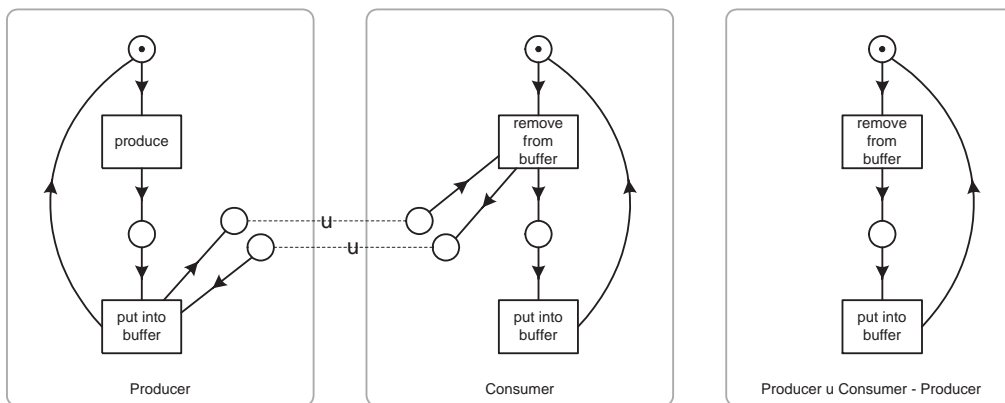 produce
put into
buffer
Producer
u
u
remove
from
buffer
put into
buffer
Consumer
remove
from
buffer
put into
buffer
Producer u Consumer - Producer